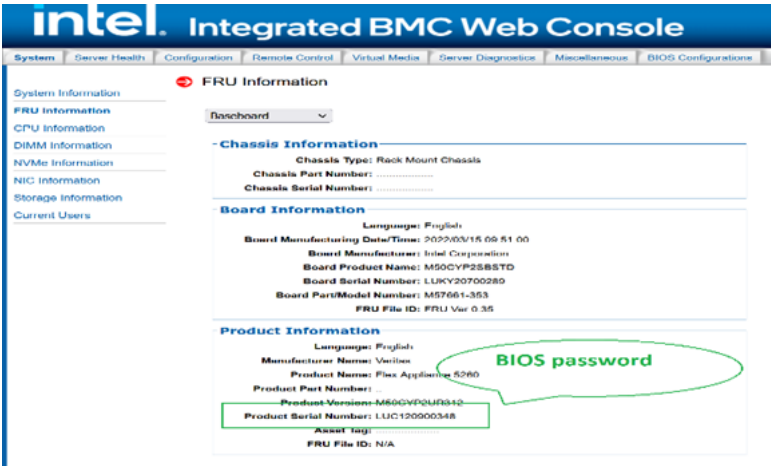 intel. Integrated BMC Web Console
System Server Health Configuration Remote Control Virtual Media Server Diagnostics Miscellaneous BIOS Configurations
System Information
FRU Information
CPU Information
DIMM Information
NVMe Information
NIC Information
Storage Information
Current Users
FRU Information
Baseboard
Chassis Information
Chassis Type: Rack Mount Chassis
Chassis Part Number: ..................
Chassis Serial Number: ..................
Board Information
Language: English
Board Manufacturing Date/Time: 2022/03/15 09:51:00
Board Manufacturer: Intel Corporation
Board Product Name: M50CYP2SBSTD
Board Serial Number: LUKY20700289
Board Part/Model Number: M57661-353
FRU File ID: FRU Ver 0.35
Product Information
Language: English
Manufacturer Name: Veritas
Product Name: Flex Appliance 5260
Product Part Number: ..
Product Version: M50CYP2UR312
Product Serial Number: LUC120900348
Asset Tag: ....................
FRU File ID: N/A
BIOS password